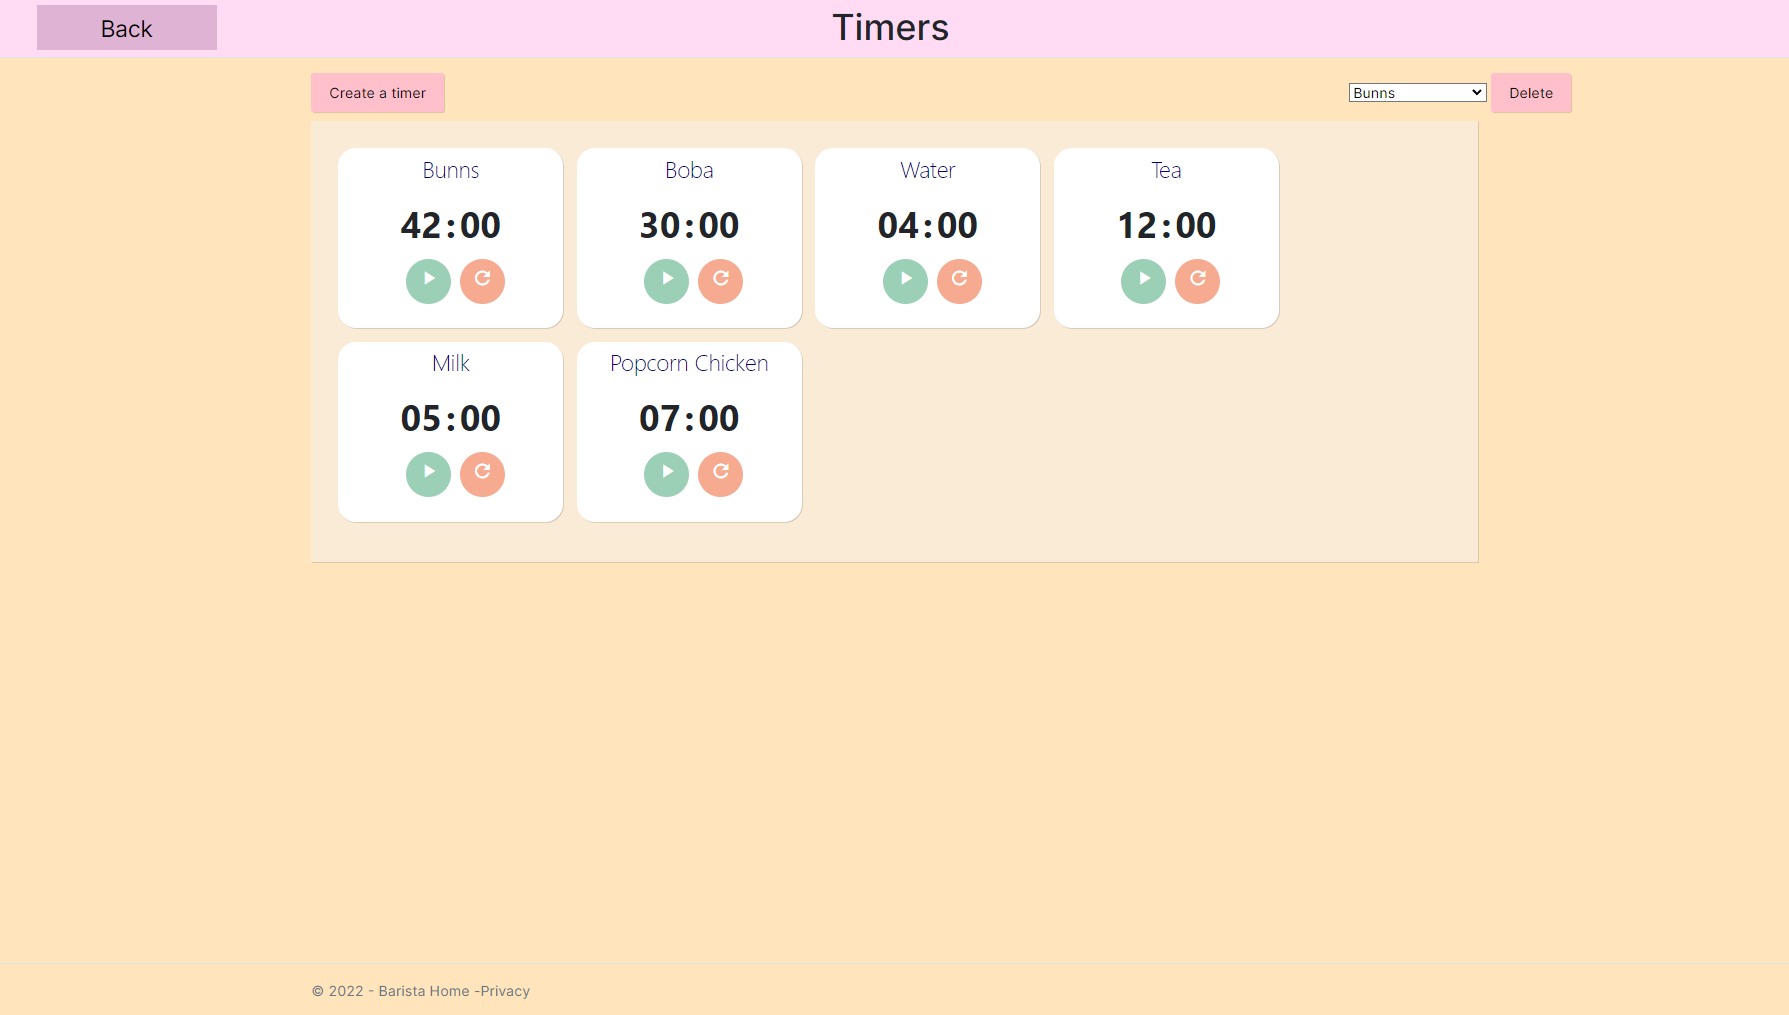 Back
Timers
Create a timer
Bunns
Delete
Bunns
Boba
Water
Tea
42:00
30:00
04:00
12:00
Milk
Popcorn Chicken
05:00
07:00
© 2022 - Barista Home -Privacy